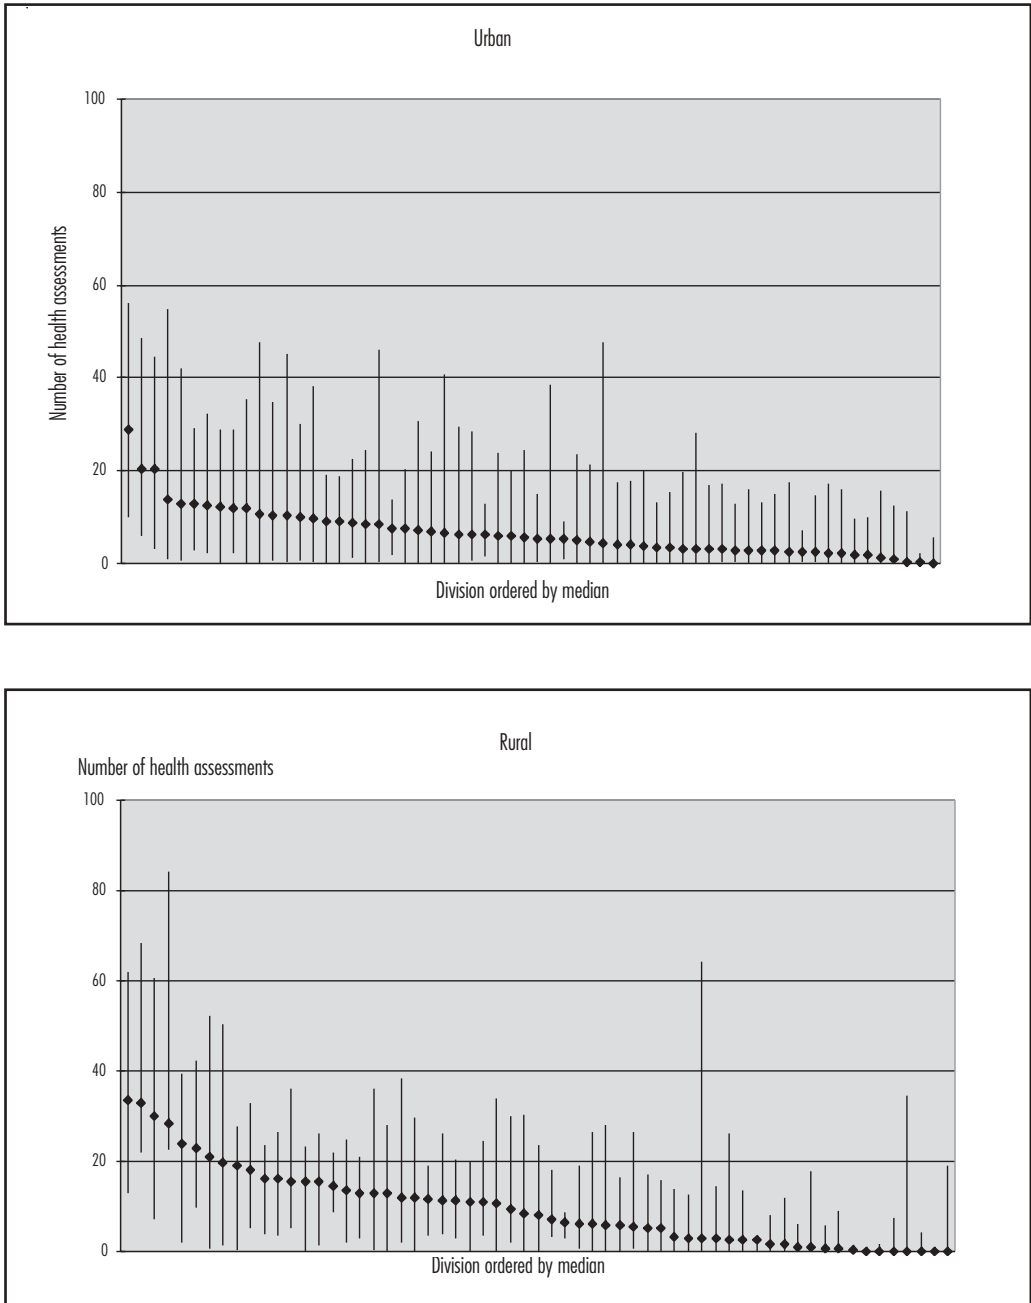 Urban
100
80
60
40
20
0
Number of health assessments
Division ordered by median
Rural
Number of health assessments
100
80
60
40
20
0
Division ordered by median